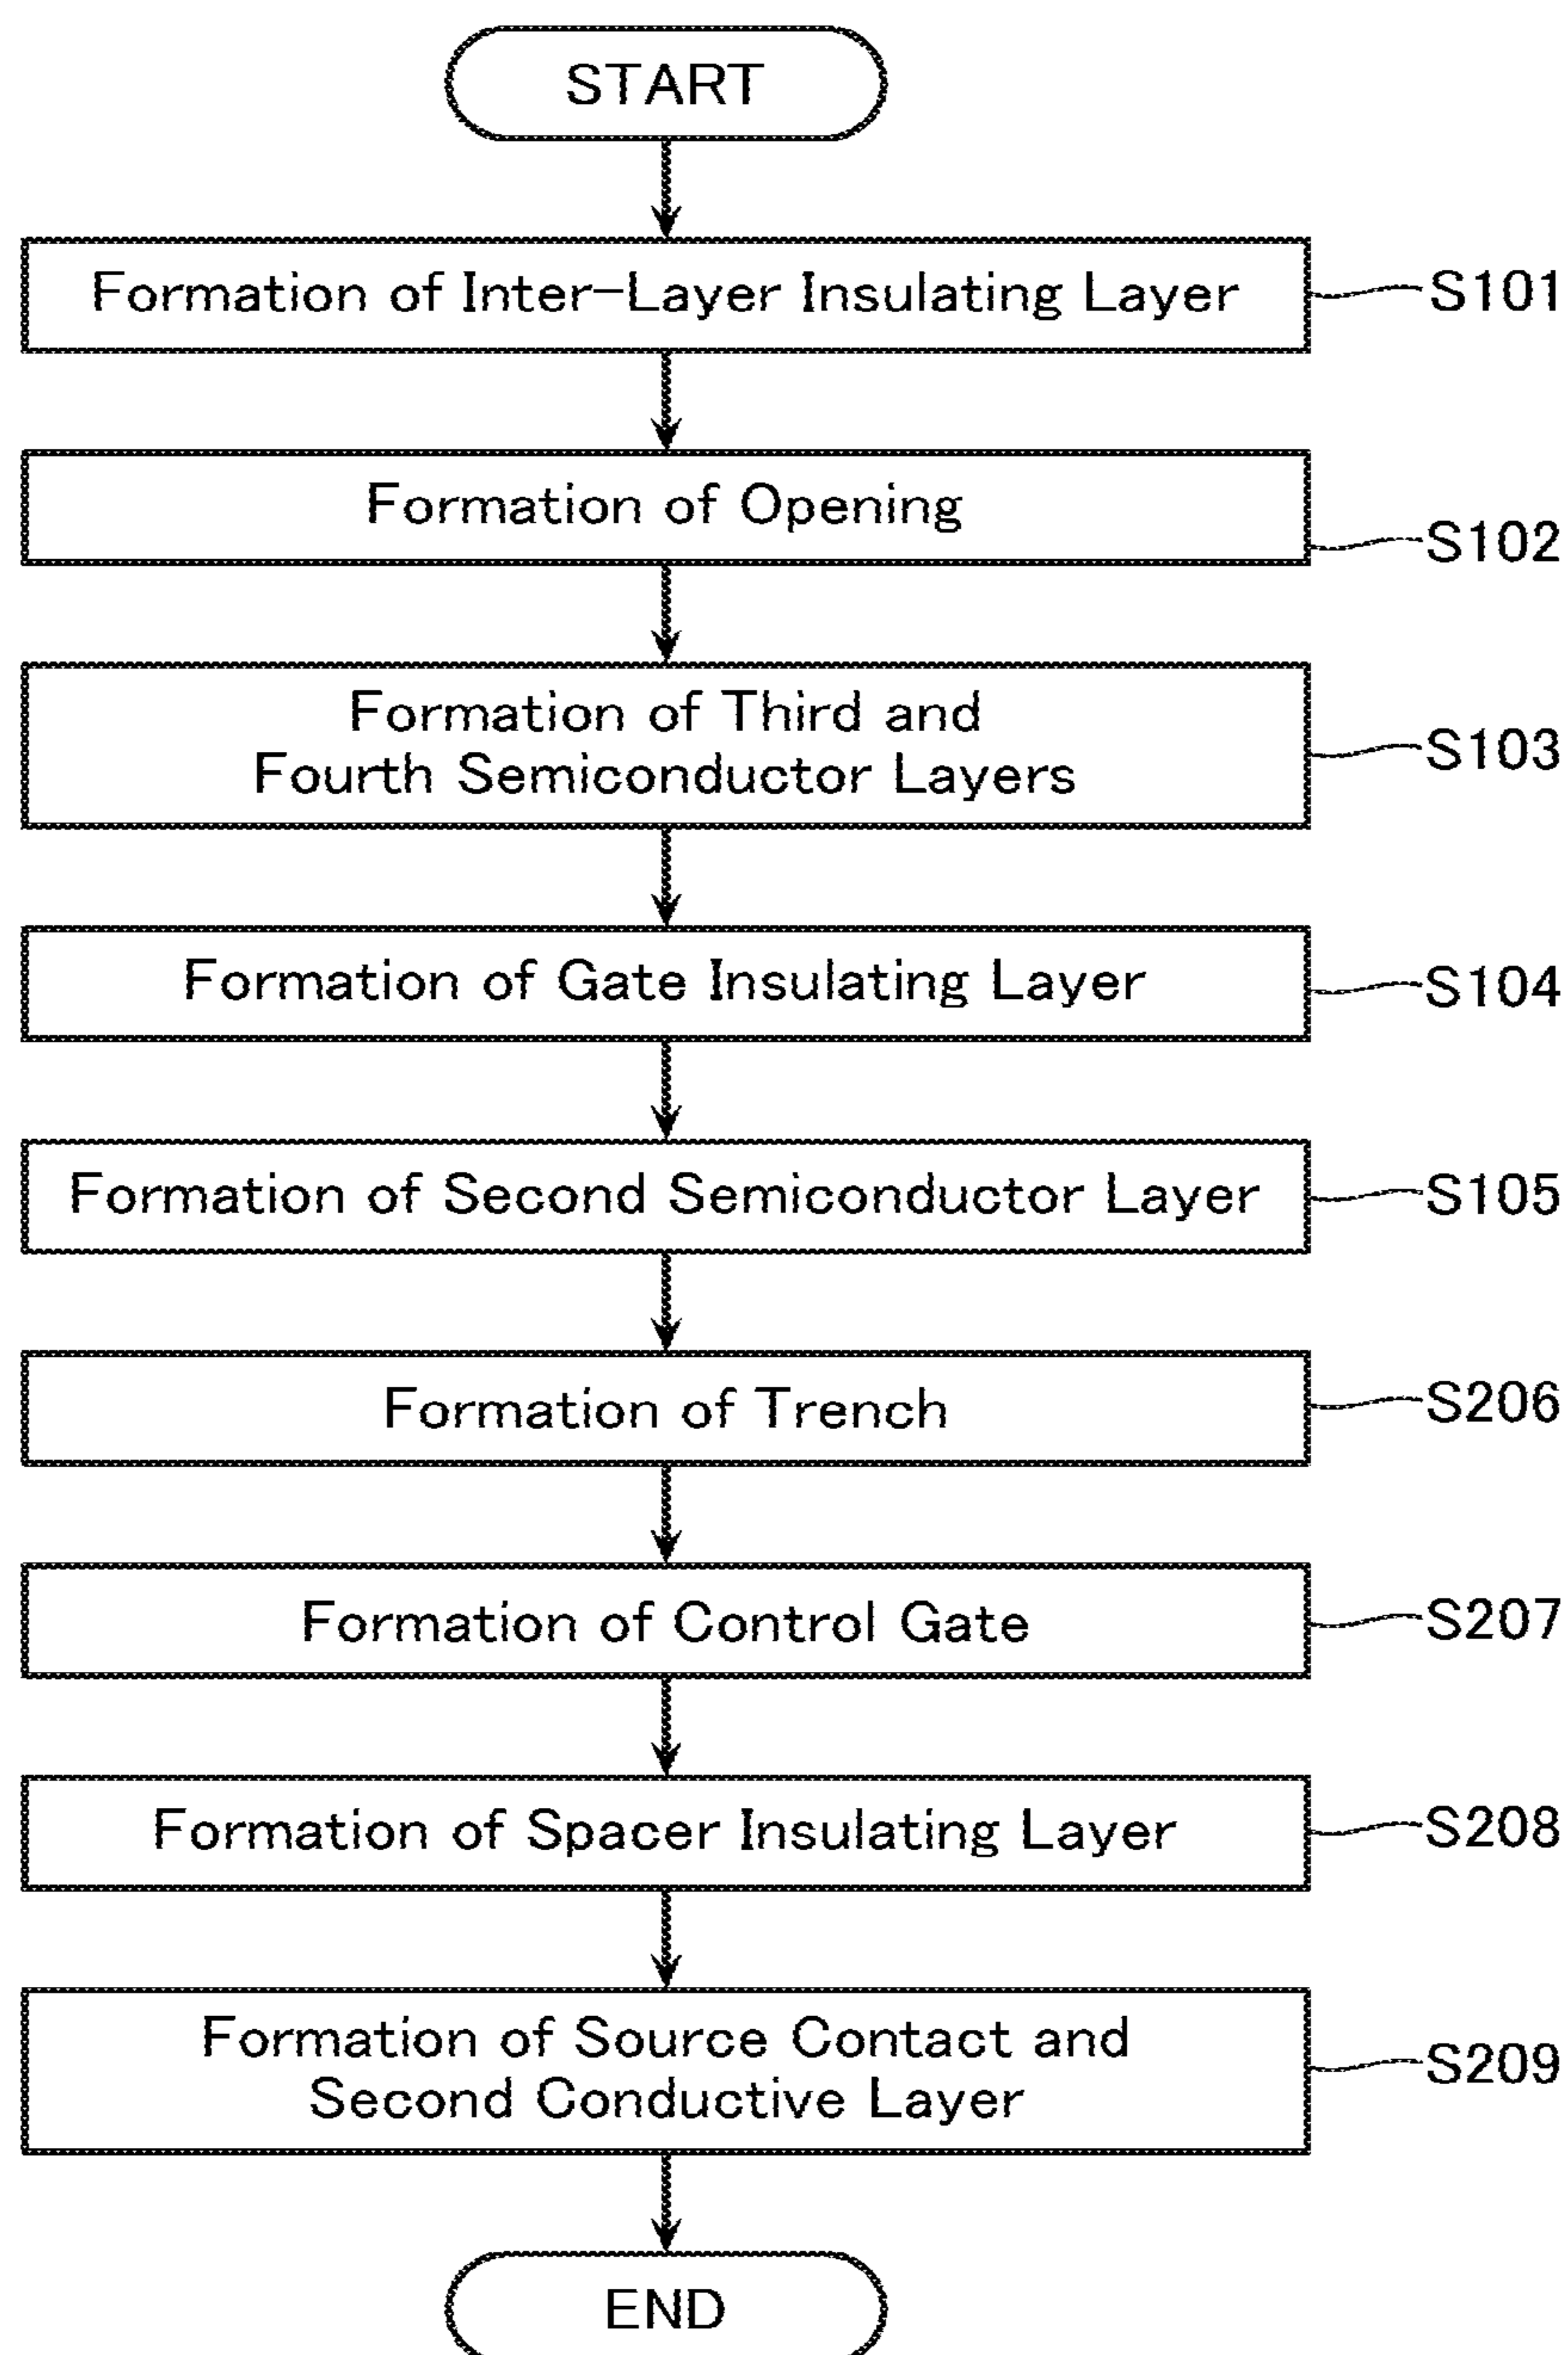 START
Formation of Inter-Layer Insulating Layer
S101
Formation of Opening
S102
Formation of Third and
Fourth Semiconductor Layers
S103
Formation of Gate Insulating Layer
S104
Formation of Second Semiconductor Layer
S105
Formation of Trench
S206
Formation of Control Gate
S207
Formation of Spacer Insulating Layer
S208
Formation of Source Contact and
Second Conductive Layer
S209
END